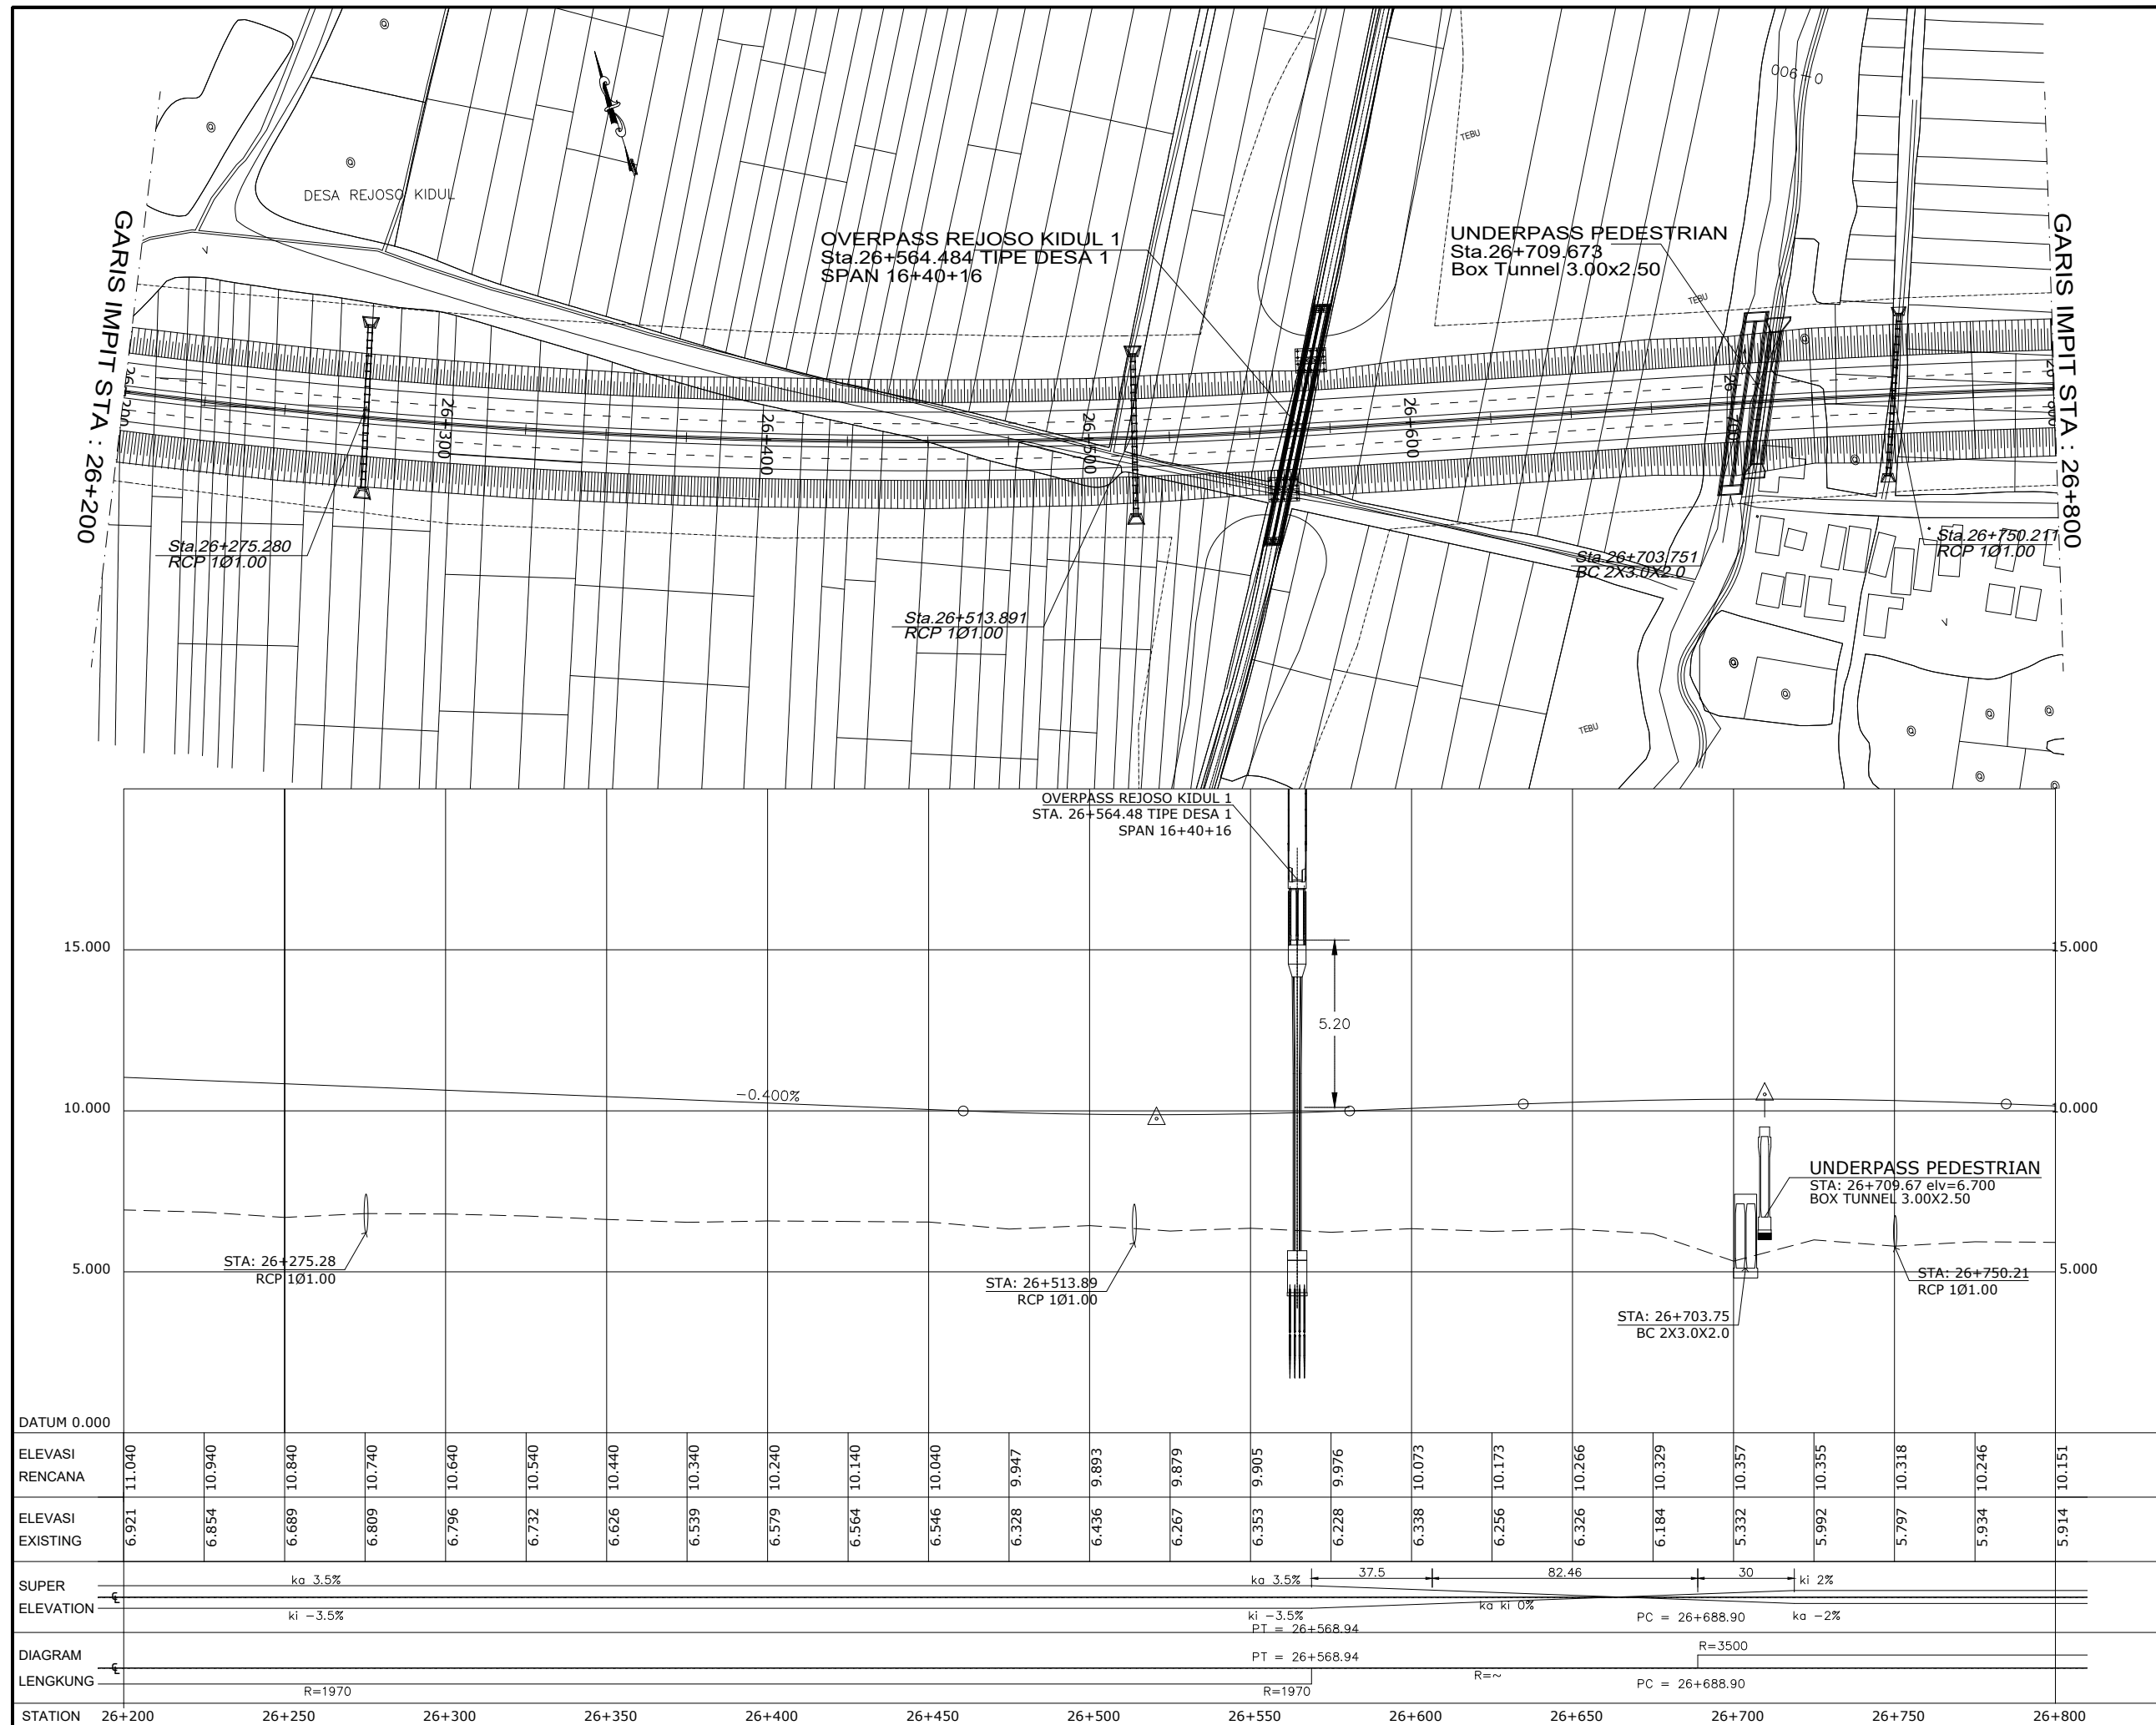 006-0
TEBU
DESA REJOSO KIDUL
GARIS IMPIT STA : 26+200
OVERPASS REJOSO KIDUL 1
Sta.26+564.484 TIPE DESA 1
SPAN 16+40+16
UNDERPASS PEDESTRIAN
Sta.26+709.673
Box Tunnel 3.00x2.50
GARIS IMPIT STA : 26+800
TEBU
26+200
26+300
26+400
26+500
26+600
26+700
26+800
Sta.26+275.280
RCP 1Ø1.00
Sta.26+513.891
RCP 1Ø1.00
Sta.26+703.751
BC 2X3.0X2.0
Sta.26+750.211
RCP 1Ø1.00
TEBU
OVERPASS REJOSO KIDUL 1
STA. 26+564.48 TIPE DESA 1
SPAN 16+40+16
15.000
15.000
5.20
-0.400%
10.000
10.000
UNDERPASS PEDESTRIAN
STA: 26+709.67 elv=6.700
BOX TUNNEL 3.00X2.50
STA: 26+275.28
RCP 1Ø1.00
5.000
5.000
STA: 26+513.89
RCP 1Ø1.00
STA: 26+750.21
RCP 1Ø1.00
STA: 26+703.75
BC 2X3.0X2.0
DATUM 0.000
ELEVASI
RENCANA
11.040 10.940 10.840 10.740 10.640 10.540 10.440 10.340 10.240 10.140 10.040 9.947 9.893 9.879 9.905 9.976 10.073 10.173 10.266 10.329 10.357 10.355 10.318 10.246 10.151
ELEVASI
EXISTING
6.921 6.854 6.689 6.809 6.796 6.732 6.626 6.539 6.579 6.564 6.546 6.328 6.436 6.267 6.353 6.228 6.338 6.256 6.326 6.184 5.332 5.992 5.797 5.934 5.914
SUPER
ELEVATION
ka 3.5% ka 3.5% 37.5 82.46 30 ki 2%
ki -3.5% ki -3.5% ka ki 0% PC = 26+688.90 ka -2%
PT = 26+568.94
DIAGRAM
LENGKUNG
PT = 26+568.94 R=3500
R=1970 R=1970 R=~ PC = 26+688.90
STATION 26+200 26+250 26+300 26+350 26+400 26+450 26+500 26+550 26+600 26+650 26+700 26+750 26+800